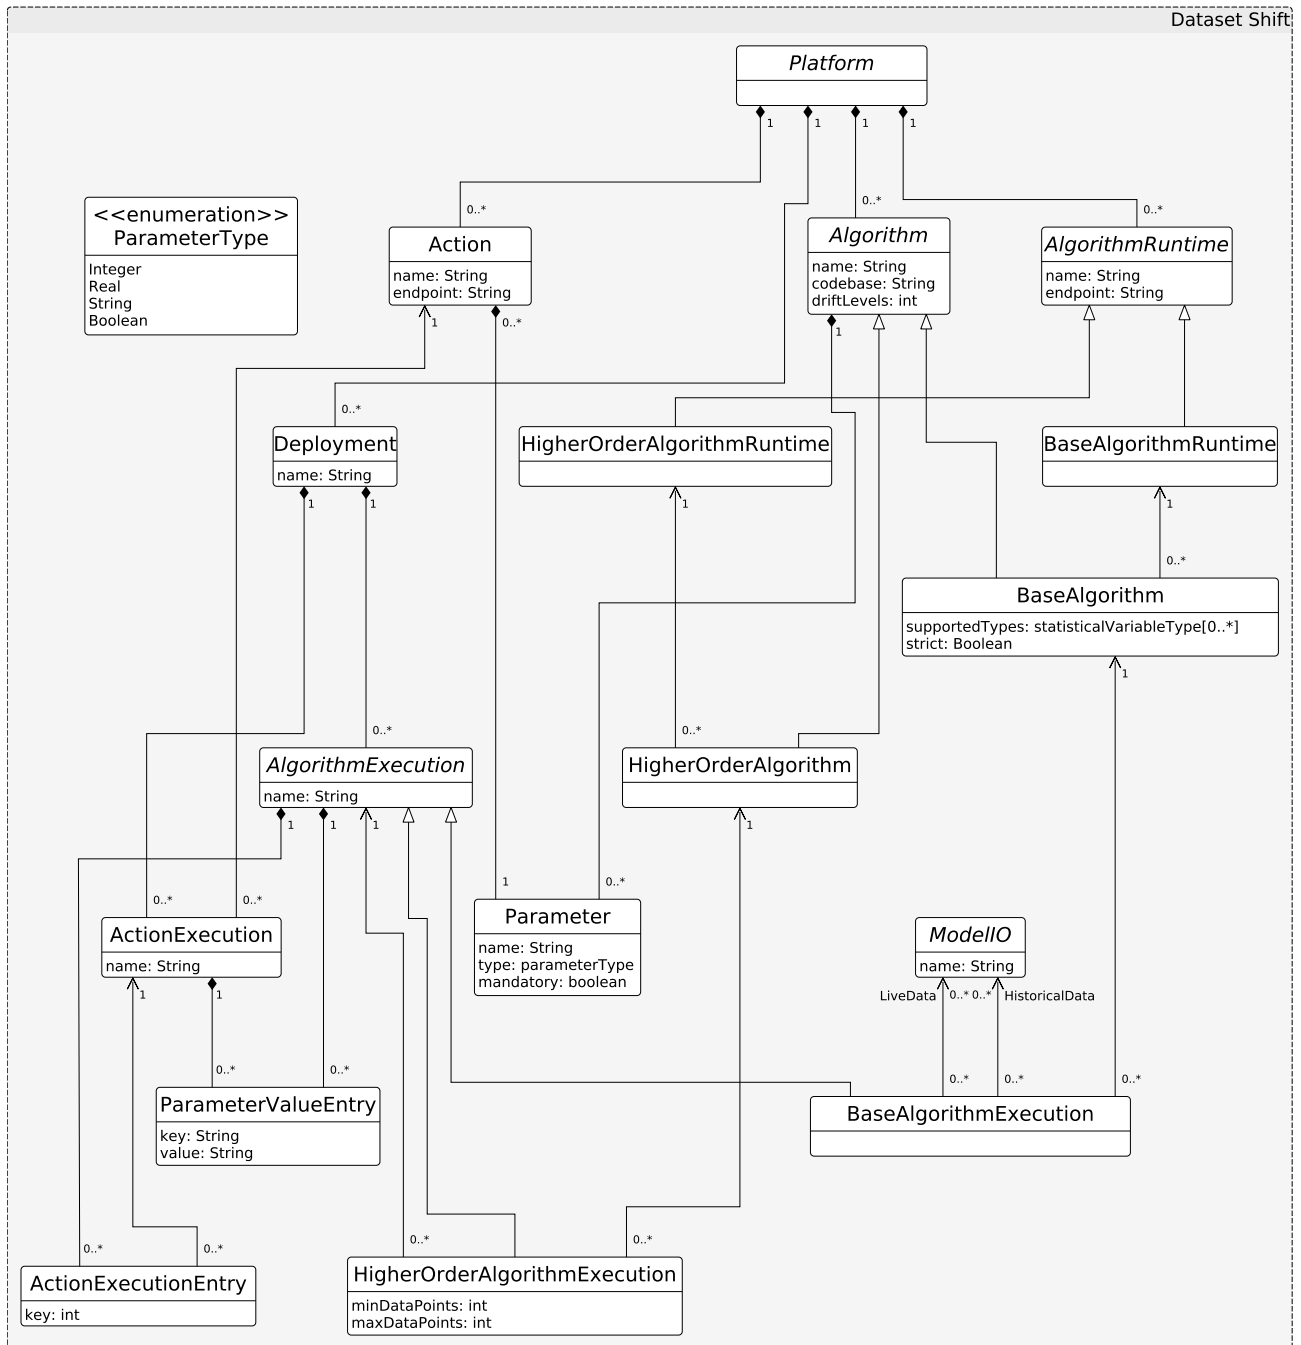 Dataset Shift
Platform
1
1
1
1
0..*
0..*
0..*
<<enumeration>>
ParameterType
Integer
Real
String
Boolean
Action
name: String
endpoint: String
Algorithm
name: String
codebase: String
driftLevels: int
AlgorithmRuntime
name: String
endpoint: String
1
0..*
1
0..*
Deployment
name: String
HigherOrderAlgorithmRuntime
BaseAlgorithmRuntime
1
1
1
1
0..*
BaseAlgorithm
supportedTypes: statisticalVariableType[0..*]
strict: Boolean
1
0..*
0..*
AlgorithmExecution
name: String
HigherOrderAlgorithm
1
1
1
1
0..*
0..*
1
0..*
ActionExecution
name: String
Parameter
name: String
type: parameterType
mandatory: boolean
ModelIO
name: String
1
1
LiveData
0..*
0..*
HistoricalData
0..*
0..*
0..*
0..*
0..*
ParameterValueEntry
key: String
value: String
BaseAlgorithmExecution
0..*
0..*
0..*
0..*
ActionExecutionEntry
key: int
HigherOrderAlgorithmExecution
minDataPoints: int
maxDataPoints: int